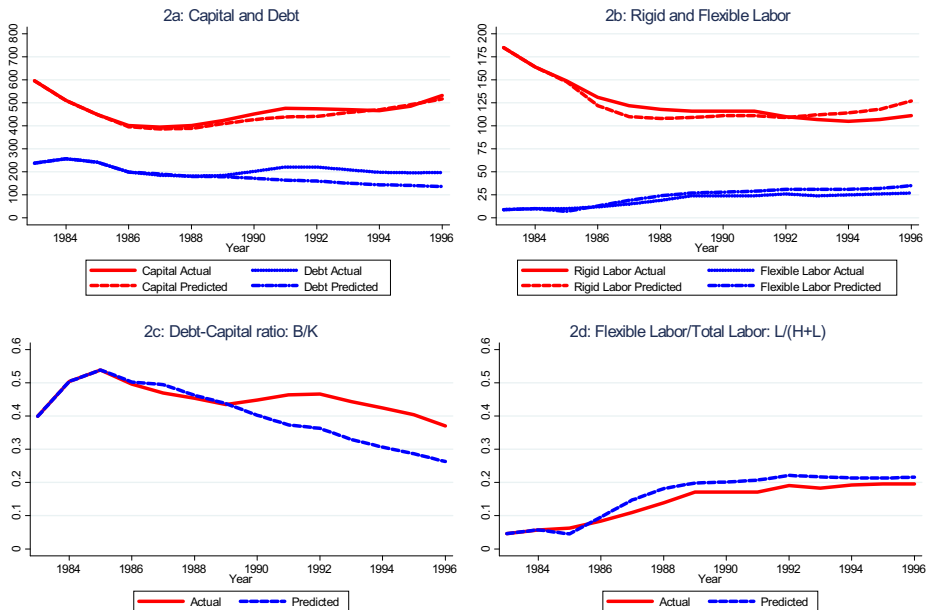 2a: Capital and Debt
0 100 200 300 400 500 600 700 800
1984 1986 1988 1990 1992 1994 1996
Year
Capital Actual Debt Actual
Capital Predicted Debt Predicted
2b: Rigid and Flexible Labor
0 25 50 75 100 125 150 175 200
1984 1986 1988 1990 1992 1994 1996
Year
Rigid Labor Actual Flexible Labor Actual
Rigid Labor Predicted Flexible Labor Predicted
2c: Debt-Capital ratio: B/K
0 0.1 0.2 0.3 0.4 0.5 0.6
1984 1986 1988 1990 1992 1994 1996
Year
Actual Predicted
2d: Flexible Labor/Total Labor: L/(H+L)
0 0.1 0.2 0.3 0.4 0.5 0.6
1984 1986 1988 1990 1992 1994 1996
Year
Actual Predicted